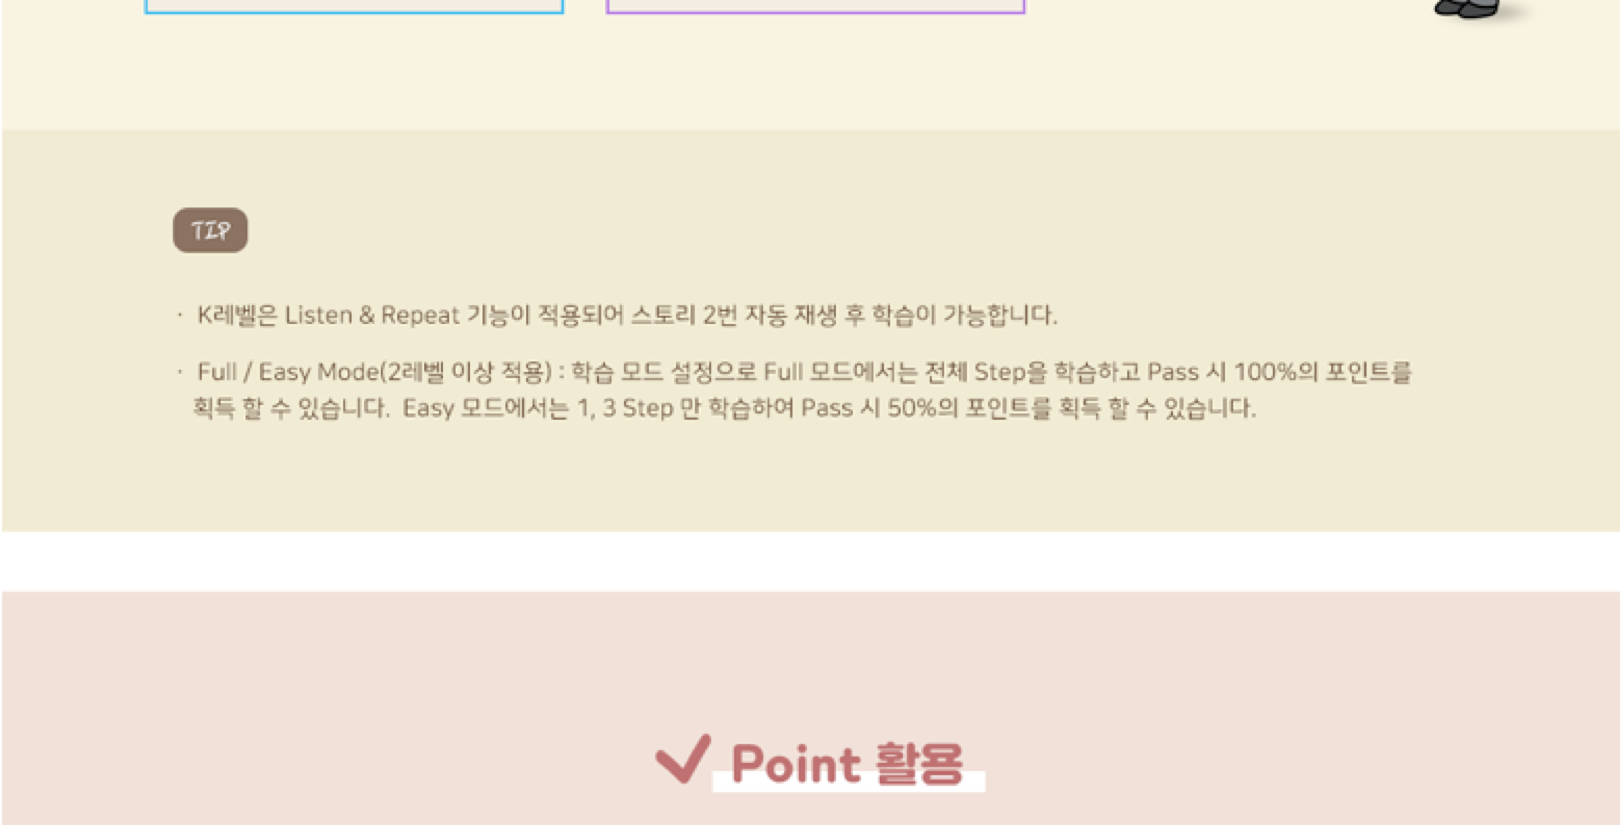 TIP
· K레벨은 Listen & Repeat 기능이 적용되어 스토리 2번 자동 재생 후 학습이 가능합니다.
· Full / Easy Mode(2레벨 이상 적용) : 학습 모드 설정으로 Full 모드에서는 전체 Step을 학습하고 Pass 시 100%의 포인트를
획득 할 수 있습니다. Easy 모드에서는 1, 3 Step 만 학습하여 Pass 시 50%의 포인트를 획득 할 수 있습니다.
Point 활용